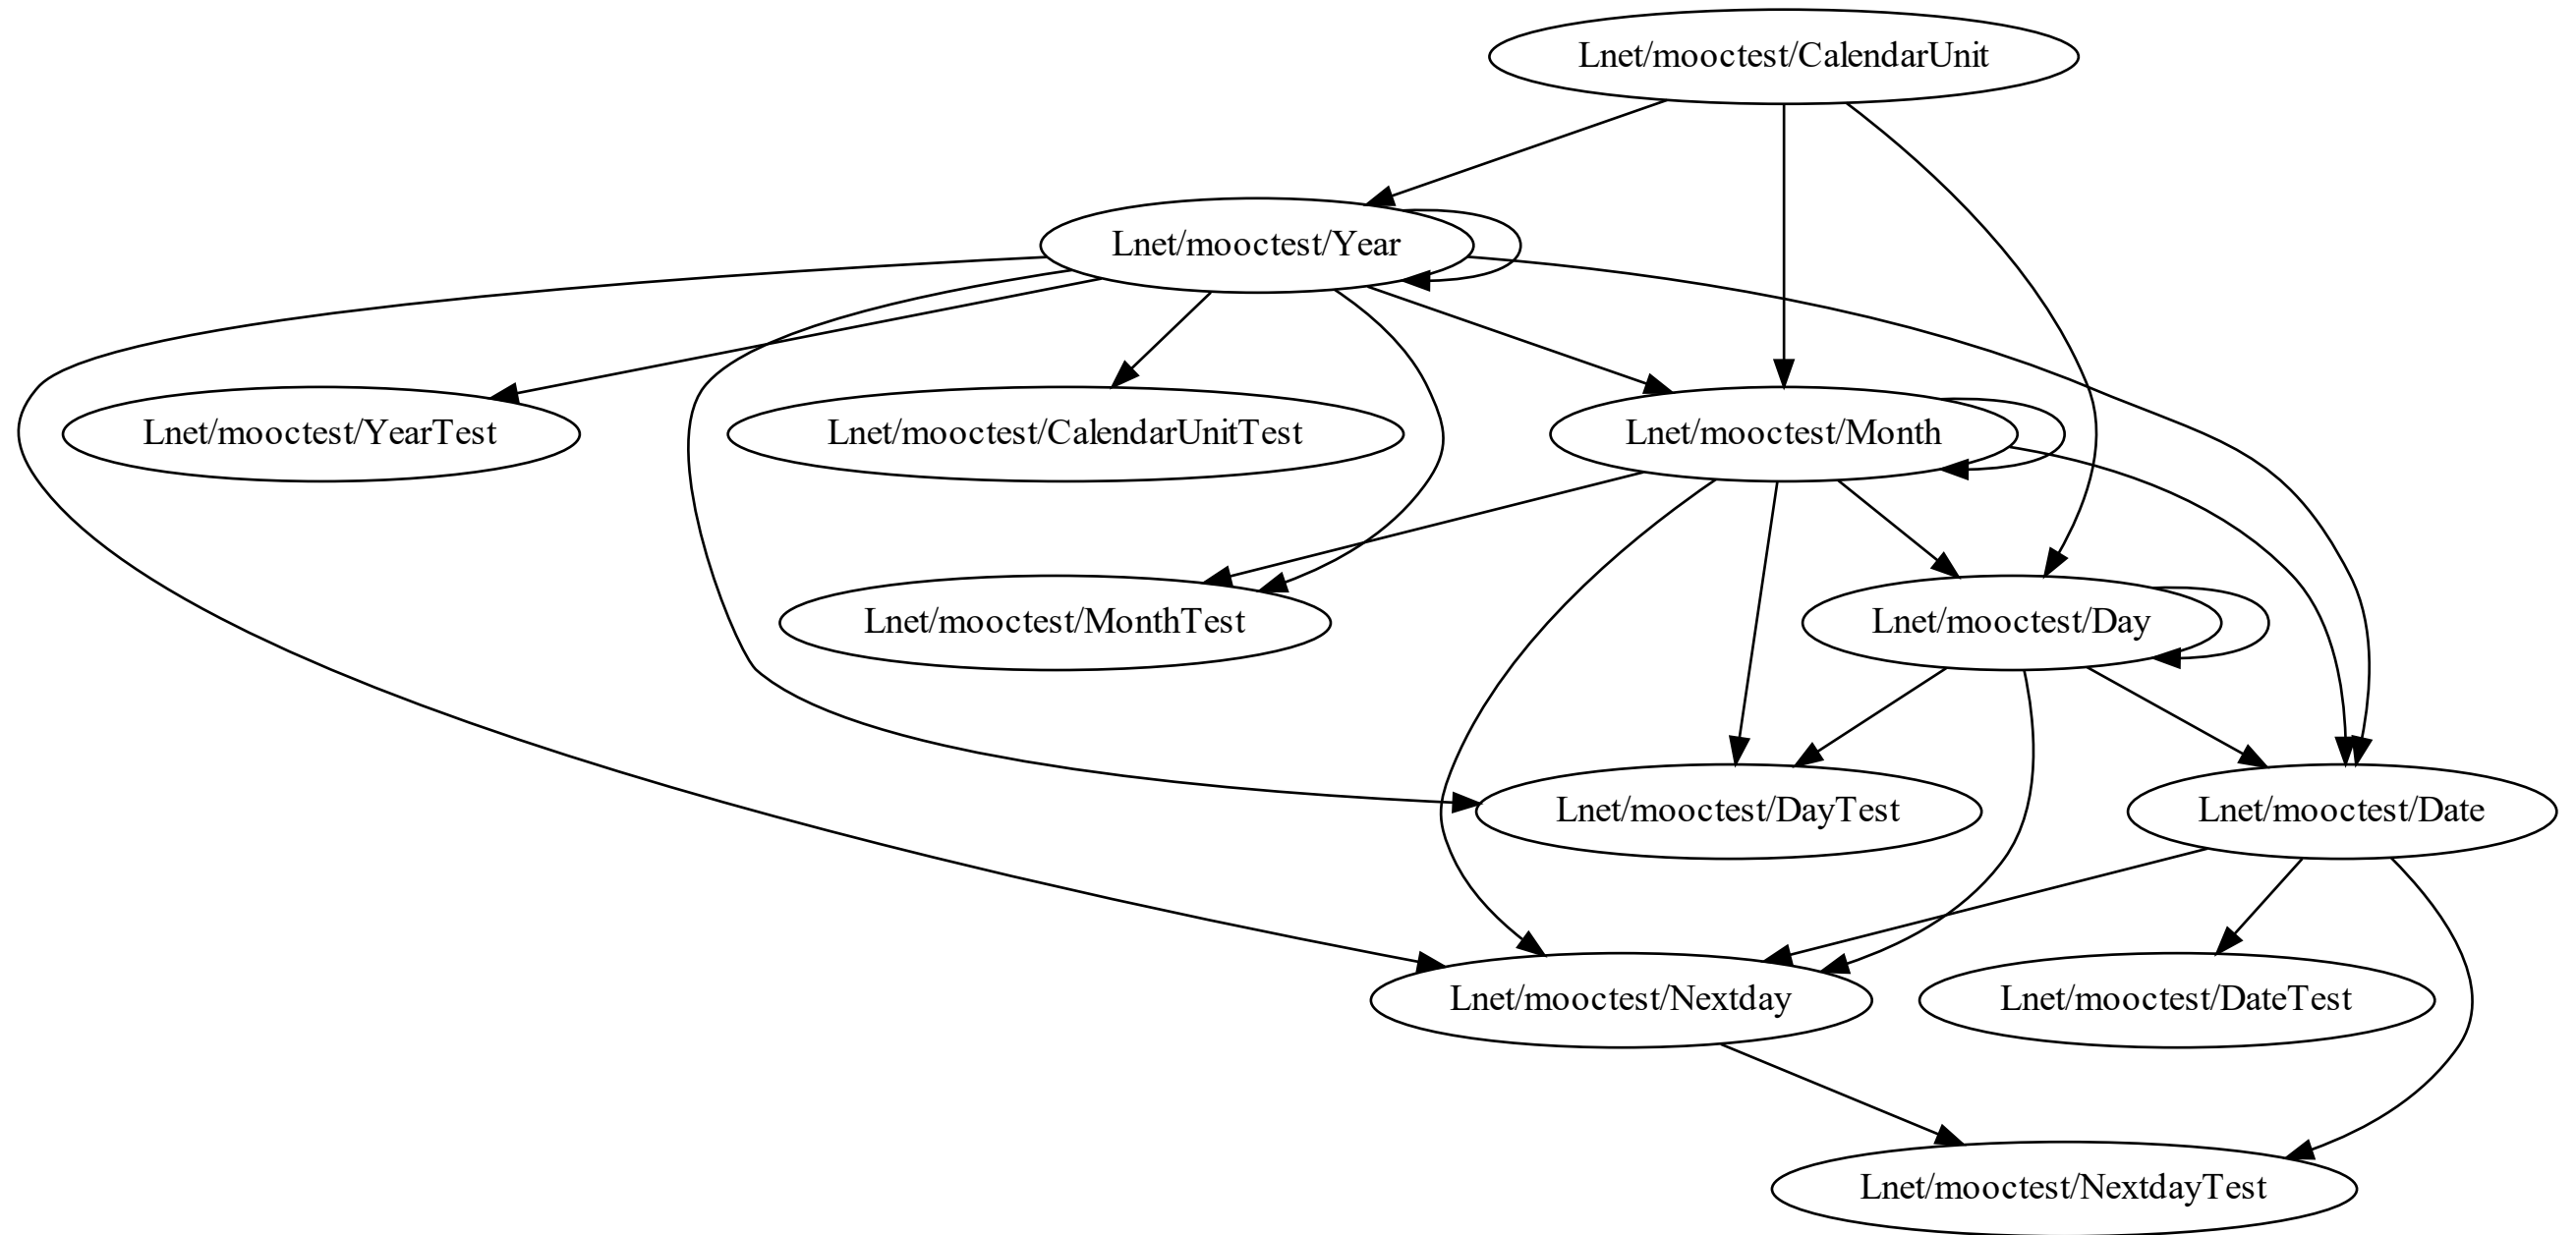 Lnet/mooctest/CalendarUnit
Lnet/mooctest/Year
Lnet/mooctest/YearTest
Lnet/mooctest/CalendarUnitTest
Lnet/mooctest/Month
Lnet/mooctest/MonthTest
Lnet/mooctest/Day
Lnet/mooctest/DayTest
Lnet/mooctest/Date
Lnet/mooctest/Nextday
Lnet/mooctest/DateTest
Lnet/mooctest/NextdayTest